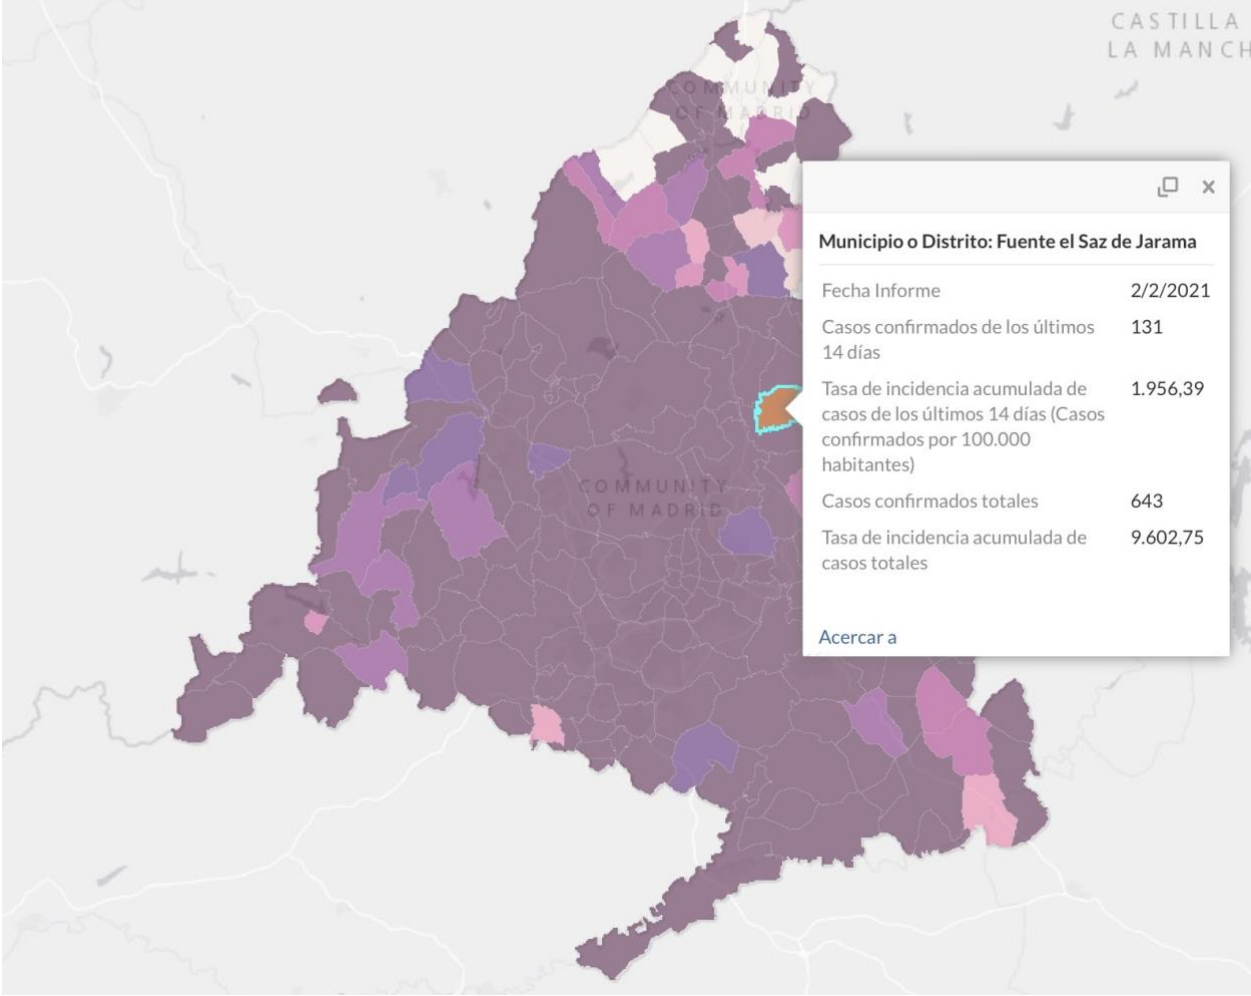 CASTILLA
LA MANCH
COMMUNITY
OF MADRID
Municipio o Distrito: Fuente el Saz de Jarama
Fecha Informe 2/2/2021
Casos confirmados de los últimos 131
14 días
Tasa de incidencia acumulada de 1.956,39
casos de los últimos 14 días (Casos
confirmados por 100.000
habitantes)
COMMUNITY
OF MADRID
Casos confirmados totales 643
Tasa de incidencia acumulada de 9.602,75
casos totales
Acercar a